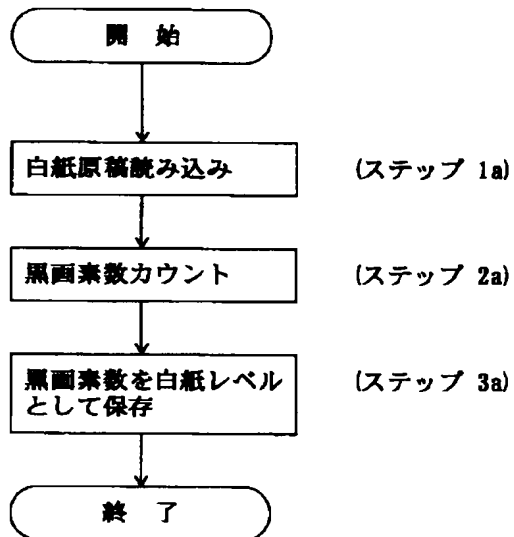 開 始
白紙原稿読み込み (ステップ 1a)
黒画素数カウント (ステップ 2a)
黒画素数を白紙レベル (ステップ 3a)
として保存
終 了